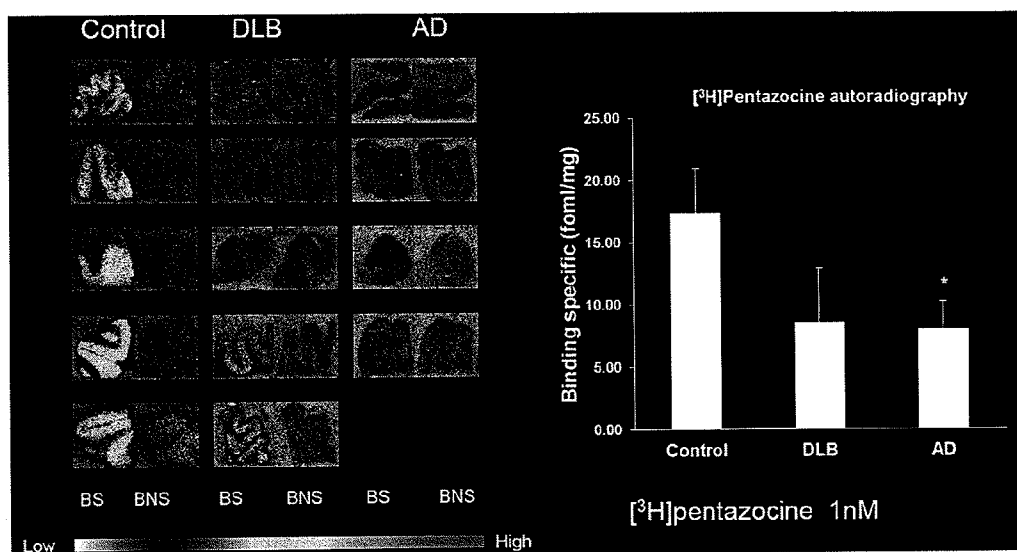 Control DLB AD
BS BNS BS BNS BS BNS
Low High
[³H]Pentazocine autoradiography
Binding specific (foml/mg)
25.00
20.00
15.00
10.00
5.00
0.00
*
Control DLB AD
[³H]pentazocine 1nM